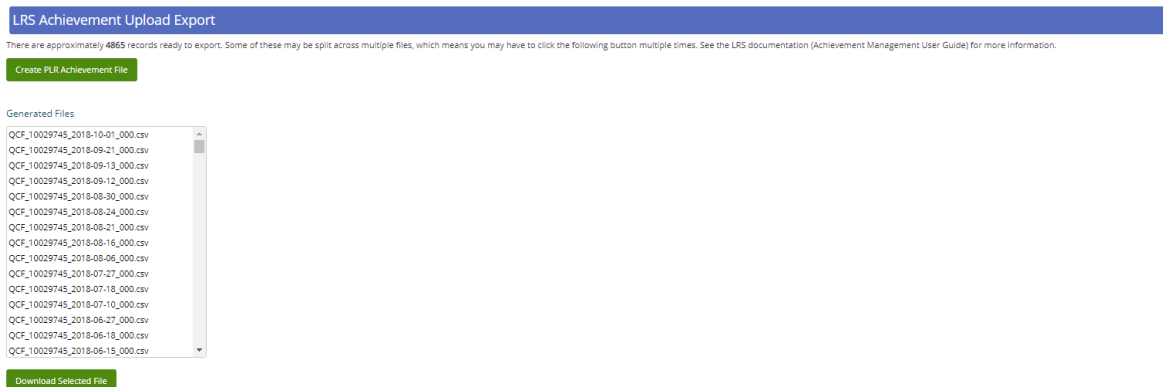 LRS Achievement Upload Export
There are approximately 4865 records ready to export. Some of these may be split across multiple files, which means you may have to click the following button multiple times. See the LRS documentation (Achievement Management User Guide) for more information.
Create PLR Achievement File
Generated Files
QCF_10029745_2018-10-01_000.csv
QCF_10029745_2018-09-21_000.csv
QCF_10029745_2018-09-13_000.csv
QCF_10029745_2018-09-12_000.csv
QCF_10029745_2018-08-30_000.csv
QCF_10029745_2018-08-24_000.csv
QCF_10029745_2018-08-21_000.csv
QCF_10029745_2018-08-16_000.csv
QCF_10029745_2018-08-06_000.csv
QCF_10029745_2018-07-27_000.csv
QCF_10029745_2018-07-18_000.csv
QCF_10029745_2018-07-10_000.csv
QCF_10029745_2018-06-27_000.csv
QCF_10029745_2018-06-18_000.csv
QCF_10029745_2018-06-15_000.csv
Download Selected File